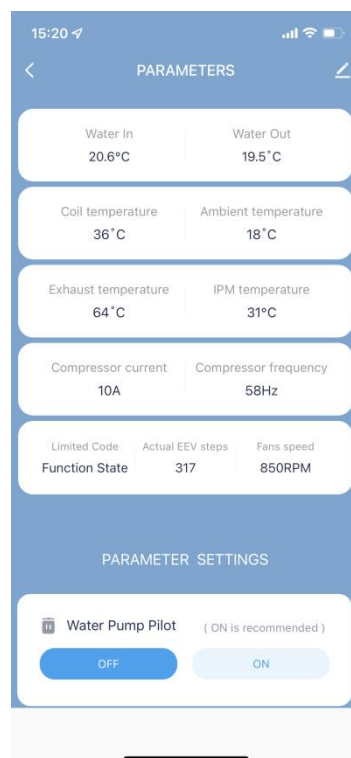 15:20
PARAMETERS
Water In Water Out
20.6°C 19.5°C
Coil temperature Ambient temperature
36°C 18°C
Exhaust temperature IPM temperature
64°C 31°C
Compressor current Compressor frequency
10A 58Hz
Limited Code Actual EEV steps Fans speed
Function State 317 850RPM
PARAMETER SETTINGS
Water Pump Pilot ( ON is recommended )
OFF ON